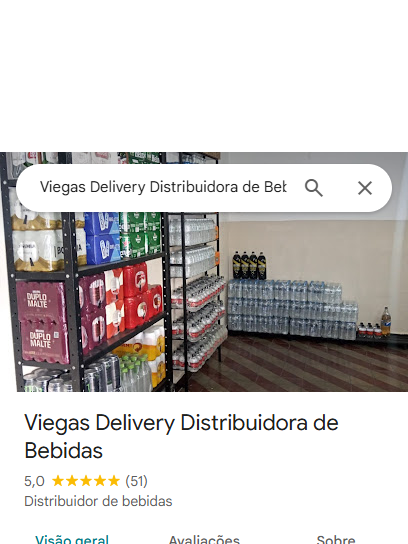 Viegas Delivery Distribuidora de Beb
DUPLO
MALTE
DUPLO
MALTE
Viegas Delivery Distribuidora de
Bebidas
5,0 ★★★★★ (51)
Distribuidor de bebidas
Visão geral Avaliações Sobre